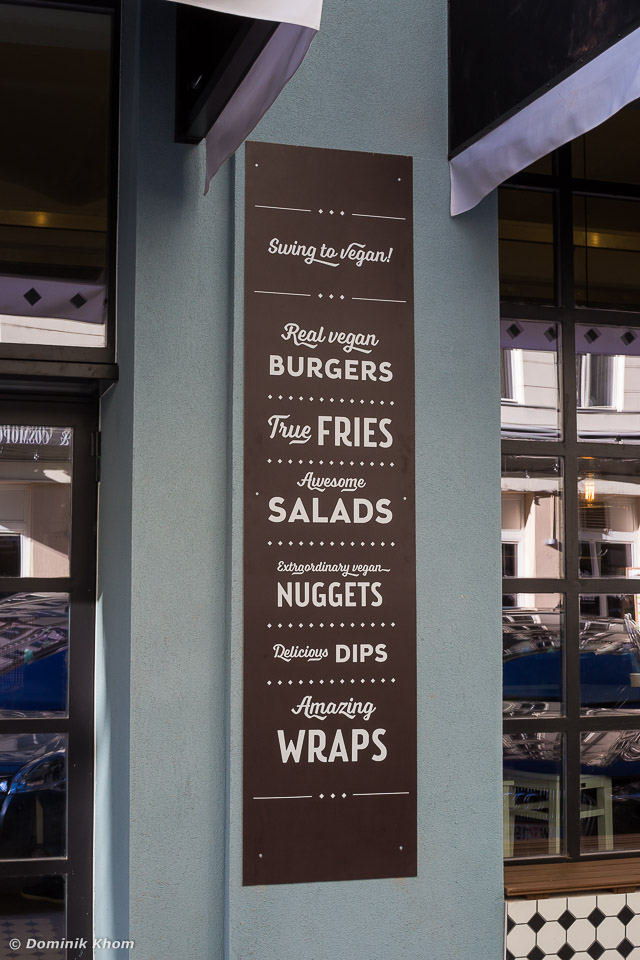 Swing to vegan!
Real vegan
BURGERS
True FRIES
Awesome
SALADS
Extraordinary vegan
NUGGETS
Delicious DIPS
Amazing
WRAPS
© Dominik Khom